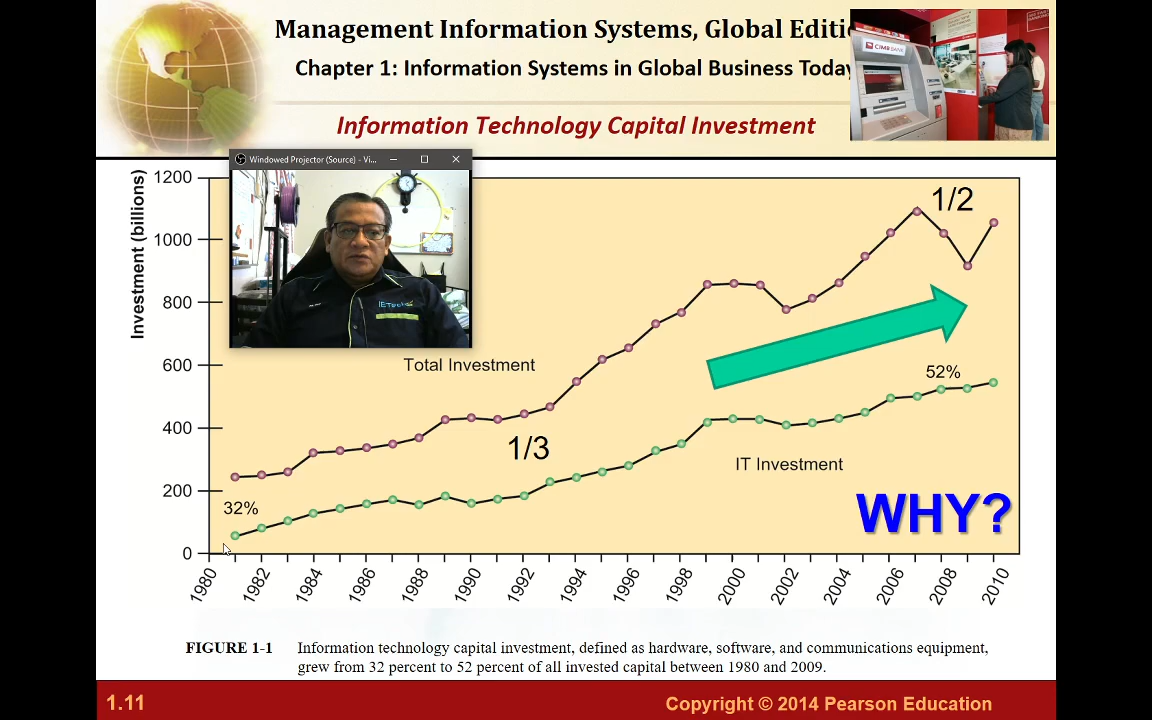 Management Information Systems, Global Editi
Chapter 1: Information Systems in Global Business Today
CIMB BANK
Information Technology Capital Investment
Windowed Projector (Source) - Vi...
Investment (billions)
1200
1000
800
600
400
200
0
1/2
IETech
Total Investment
52%
1/3
IT Investment
32%
WHY?
1980
1982
1984
1986
1988
1990
1992
1994
1996
1998
2000
2002
2004
2006
2008
2010
FIGURE 1-1 Information technology capital investment, defined as hardware, software, and communications equipment,
grew from 32 percent to 52 percent of all invested capital between 1980 and 2009.
1.11
Copyright © 2014 Pearson Education